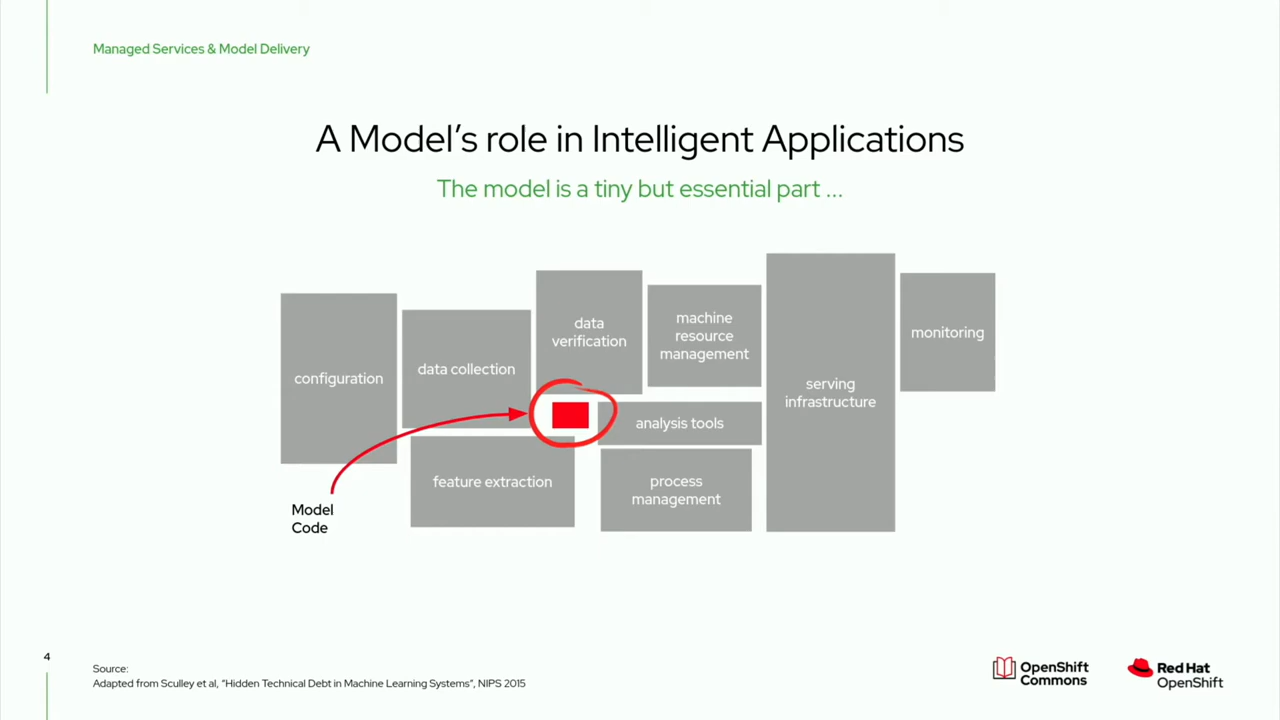 Managed Services & Model Delivery
A Model's role in Intelligent Applications
The model is a tiny but essential part ...
configuration
data collection
data
verification
machine
resource
management
serving
infrastructure
monitoring
analysis tools
feature extraction
process
management
Model
Code
4
Source:
Adapted from Sculley et al, "Hidden Technical Debt in Machine Learning Systems", NIPS 2015
OpenShift
Commons
Red Hat
OpenShift